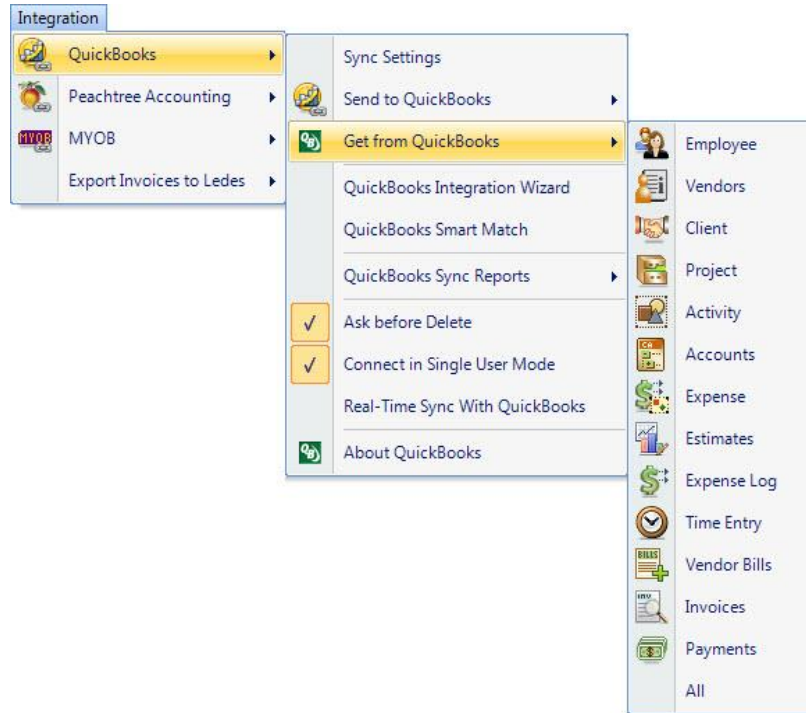 Integration
QuickBooks
Peachtree Accounting
MYOB
MYOB
Export Invoices to Ledes
Sync Settings
Send to QuickBooks
Get from QuickBooks
QuickBooks Integration Wizard
QuickBooks Smart Match
QuickBooks Sync Reports
Ask before Delete
Connect in Single User Mode
Real-Time Sync With QuickBooks
About QuickBooks
Employee
Vendors
Client
Project
Activity
Accounts
Expense
Estimates
Expense Log
Time Entry
BILLS
Vendor Bills
Invoices
Payments
All